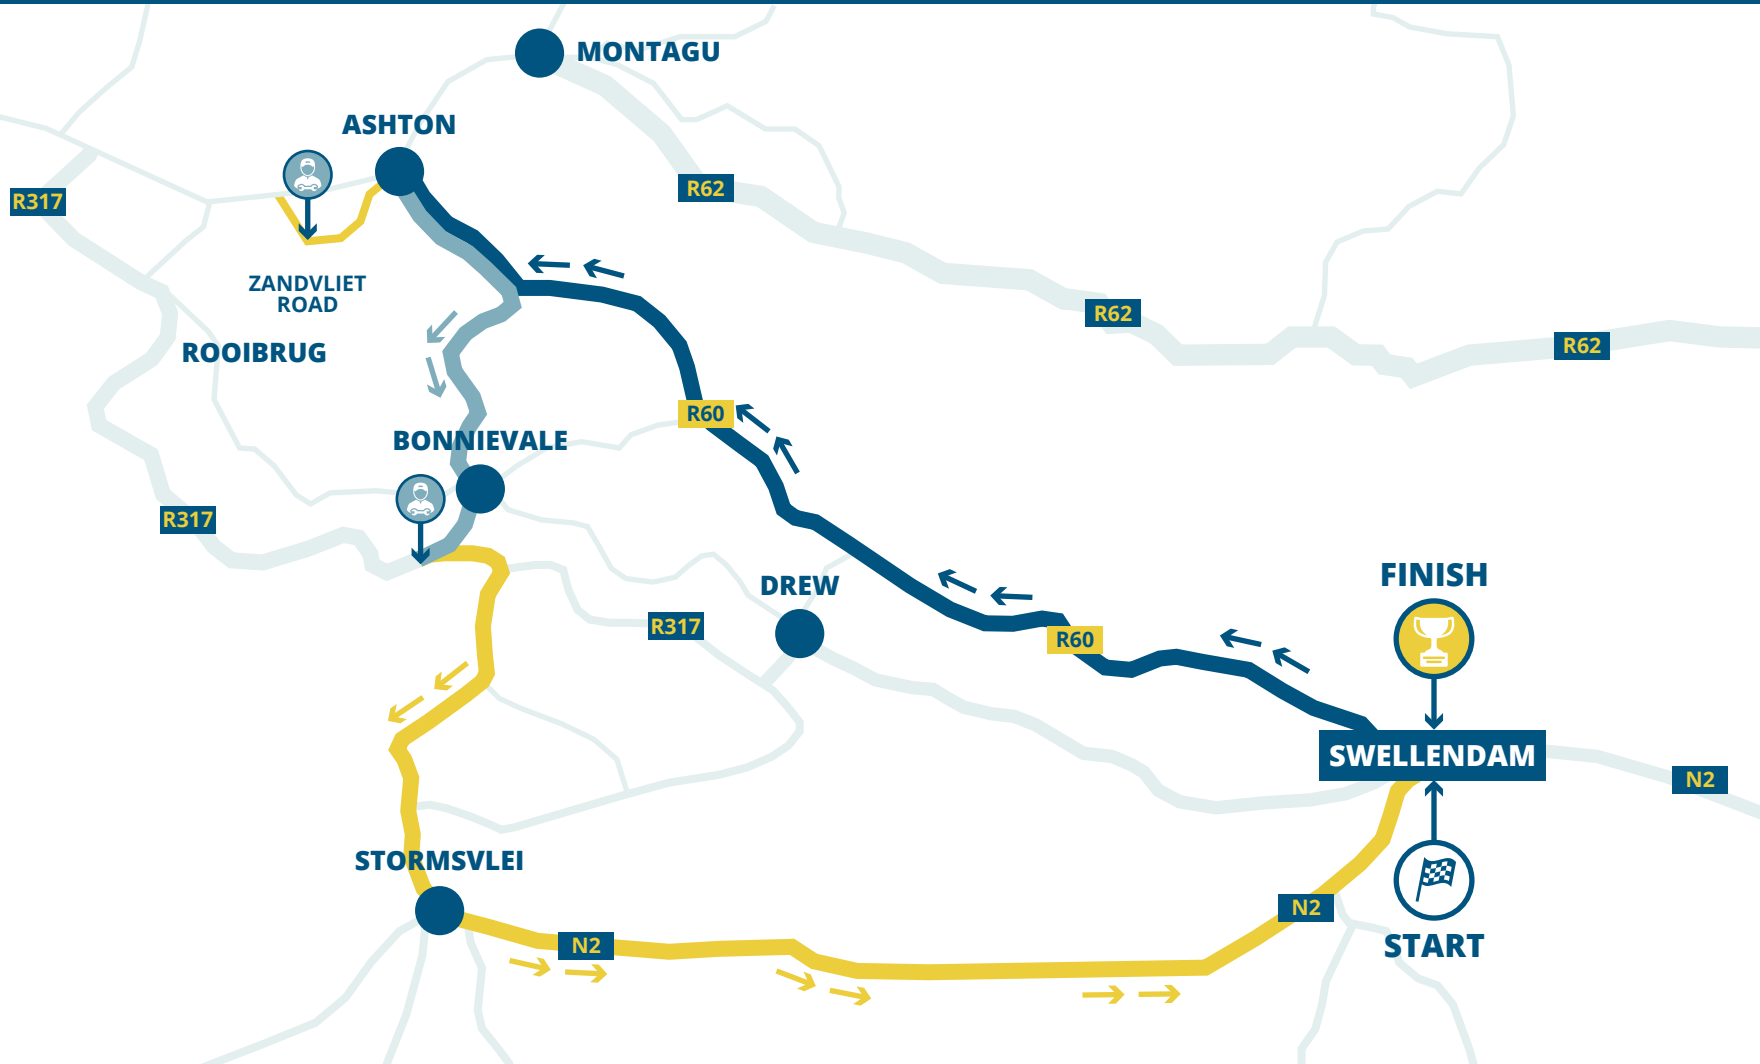 MONTAGU
ASHTON
R62
R317
ZANDVLIET
ROAD
R62
R62
ROOIBRUG
R60
BONNIEVALE
R317
FINISH
DREW
R317
R60
SWELLENDAM
N2
STORMSVLEI
N2
N2
START